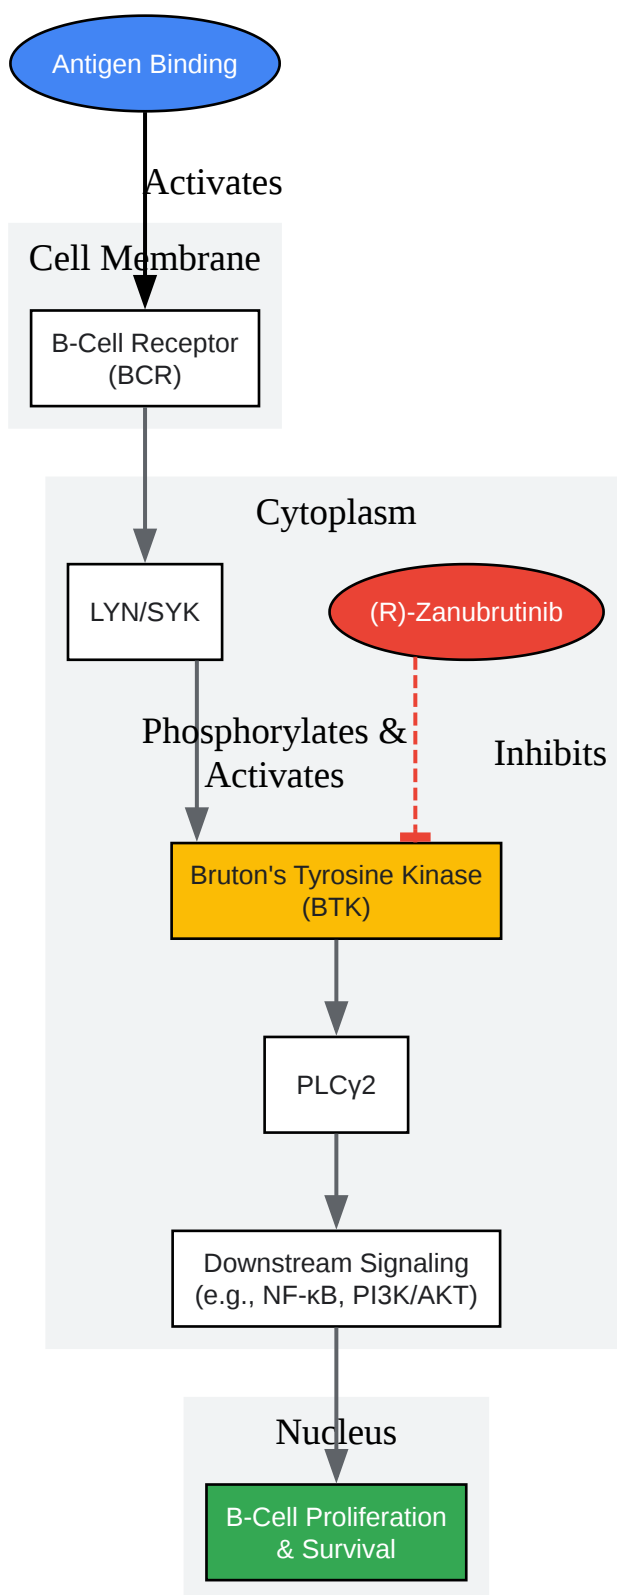 Antigen Binding
Activates
Cell Membrane
B-Cell Receptor
(BCR)
Cytoplasm
LYN/SYK
(R)-Zanubrutinib
Phosphorylates &
Activates
Inhibits
Bruton's Tyrosine Kinase
(BTK)
PLCγ2
Downstream Signaling
(e.g., NF-κB, PI3K/AKT)
Nucleus
B-Cell Proliferation
& Survival